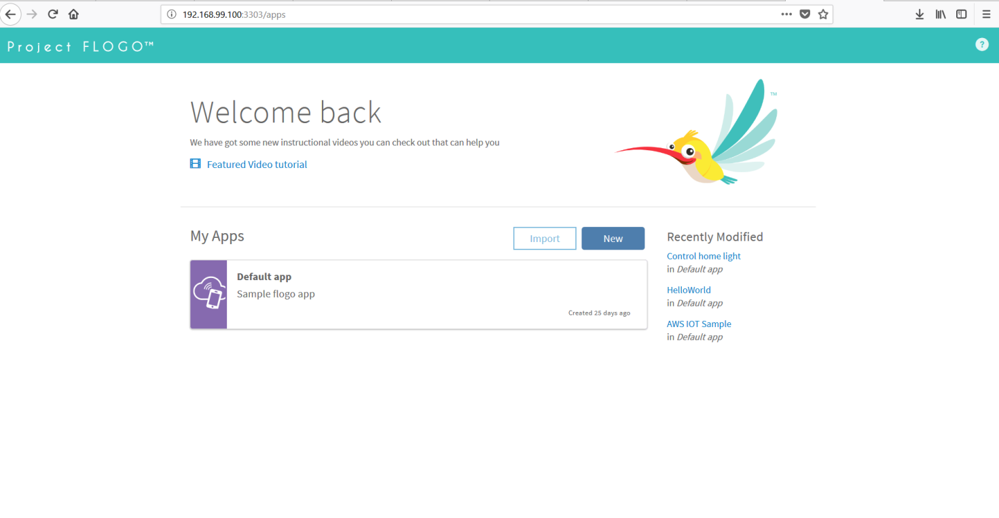 192.168.99.100:3303/apps
Project FLOGO™
?
Welcome back
TM
We have got some new instructional videos you can check out that can help you
Featured Video tutorial
My Apps
Import
New
Default app
Sample flogo app
Created 25 days ago
Recently Modified
Control home light
in Default app
HelloWorld
in Default app
AWS IOT Sample
in Default app